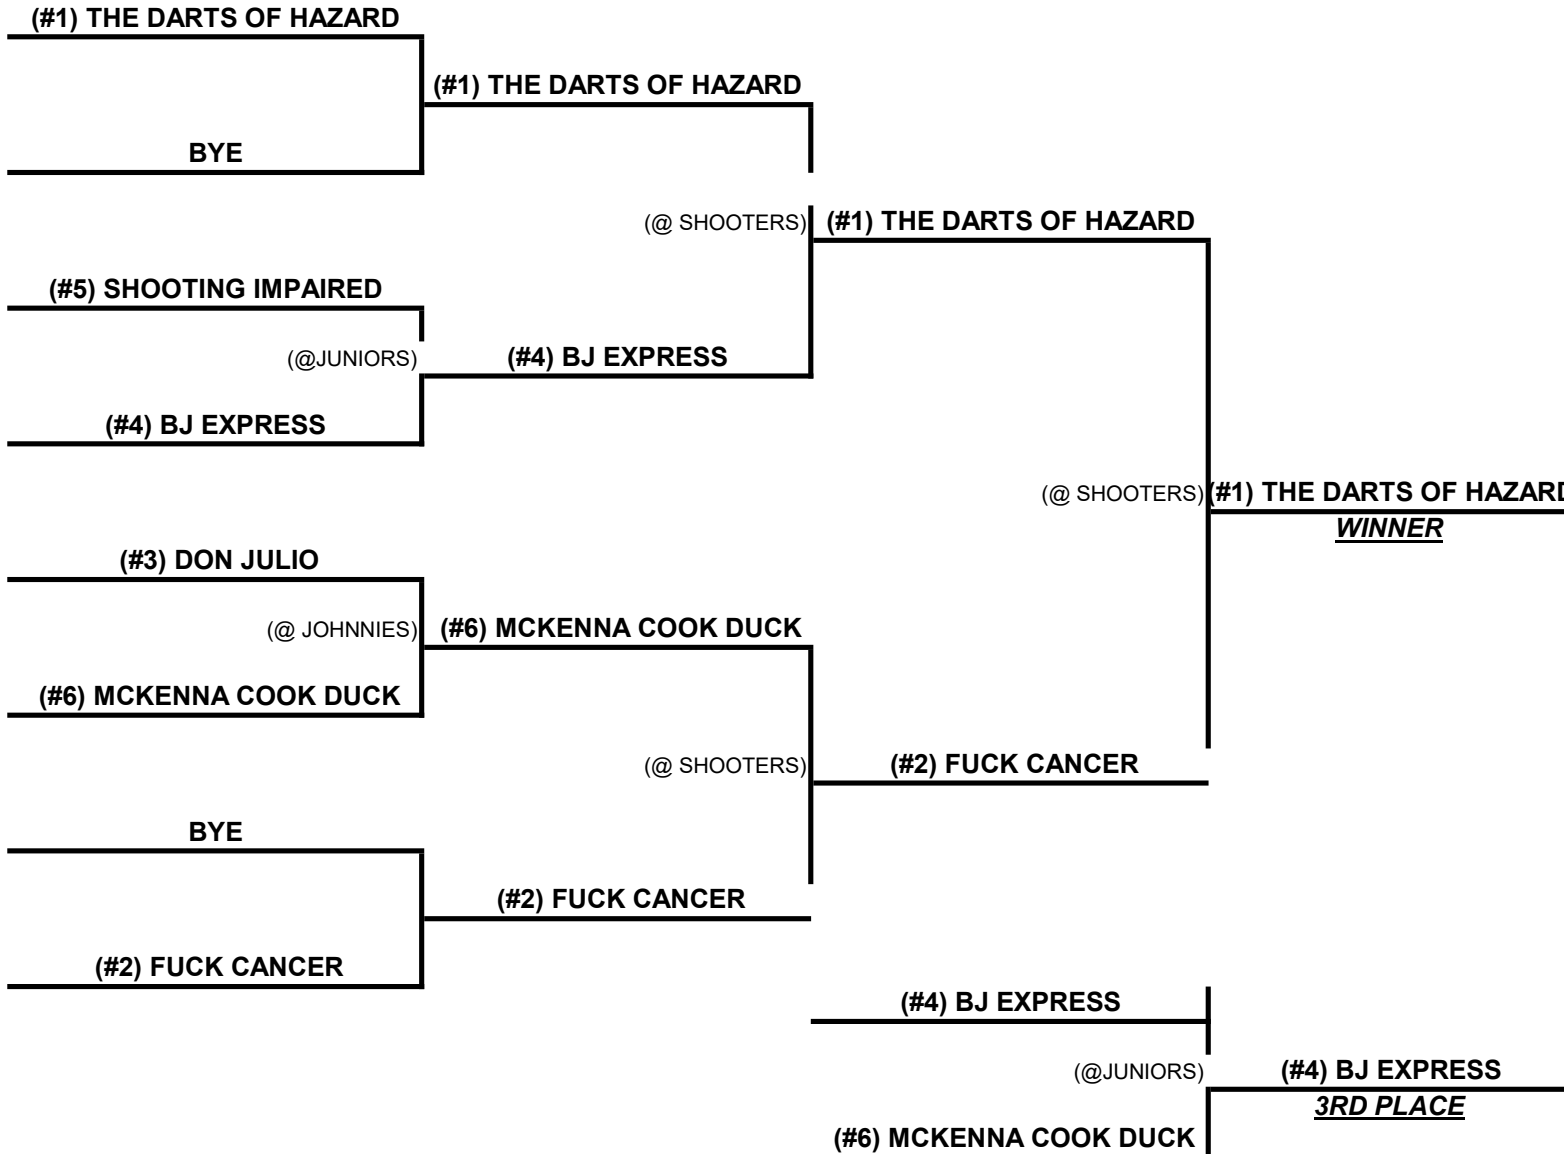 (#1) THE DARTS OF HAZARD
(#1) THE DARTS OF HAZARD
BYE
(@ SHOOTERS)
(#1) THE DARTS OF HAZARD
(#5) SHOOTING IMPAIRED
(@JUNIORS)
(#4) BJ EXPRESS
(#4) BJ EXPRESS
(@ SHOOTERS)
(#1) THE DARTS OF HAZARD
WINNER
(#3) DON JULIO
(@ JOHNNIES)
(#6) MCKENNA COOK DUCK
(#6) MCKENNA COOK DUCK
(@ SHOOTERS)
(#2) FUCK CANCER
BYE
(#2) FUCK CANCER
(#2) FUCK CANCER
(#4) BJ EXPRESS
(@JUNIORS)
(#4) BJ EXPRESS
3RD PLACE
(#6) MCKENNA COOK DUCK